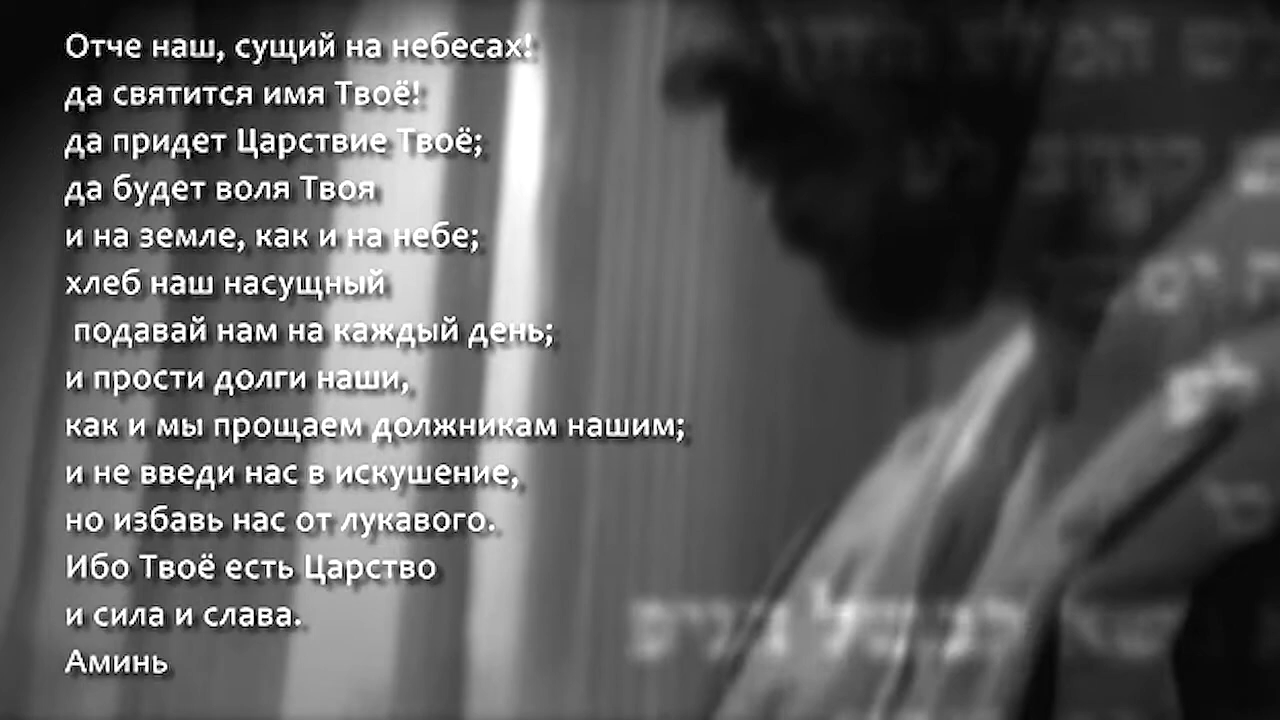 Отче наш, сущий на небесах!
да святится имя Твоё!
да придет Царствие Твоё;
да будет воля Твоя
и на земле, как и на небе;
хлеб наш насущный
подавай нам на каждый день;
и прости долги наши,
как и мы прощаем должникам нашим;
и не введи нас в искушение,
но избавь нас от лукавого.
Ибо Твоё есть Царство
и сила и слава.
Аминь